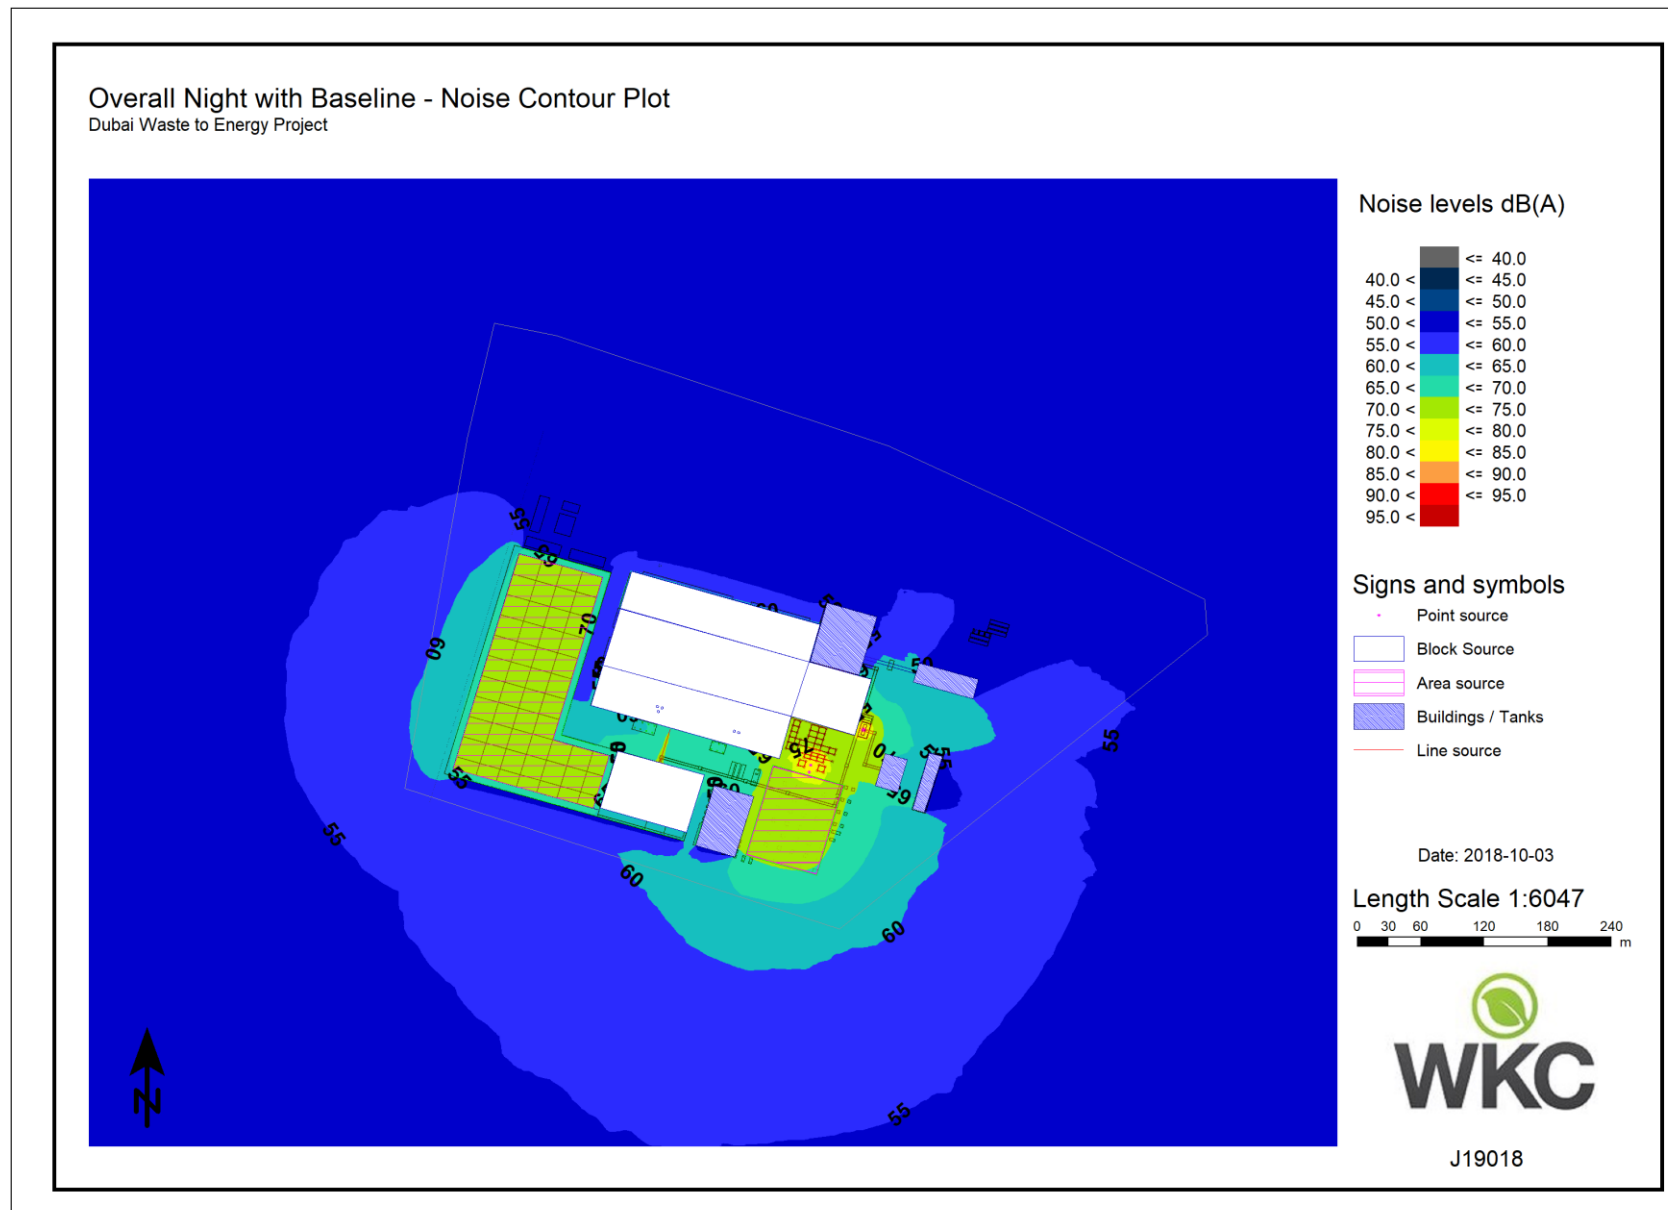 Overall Night with Baseline - Noise Contour Plot
Dubai Waste to Energy Project
Noise levels dB(A)
<= 40.0
40.0 < <= 45.0
45.0 < <= 50.0
50.0 < <= 55.0
55.0 < <= 60.0
60.0 < <= 65.0
65.0 < <= 70.0
70.0 < <= 75.0
75.0 < <= 80.0
80.0 < <= 85.0
85.0 < <= 90.0
90.0 < <= 95.0
95.0 <
Signs and symbols
Point source
Block Source
Area source
Buildings / Tanks
Line source
55
70
60
55
75
65
55
55
60
60
55
N
Date: 2018-10-03
Length Scale 1:6047
0 30 60 120 180 240
m
WKC
J19018